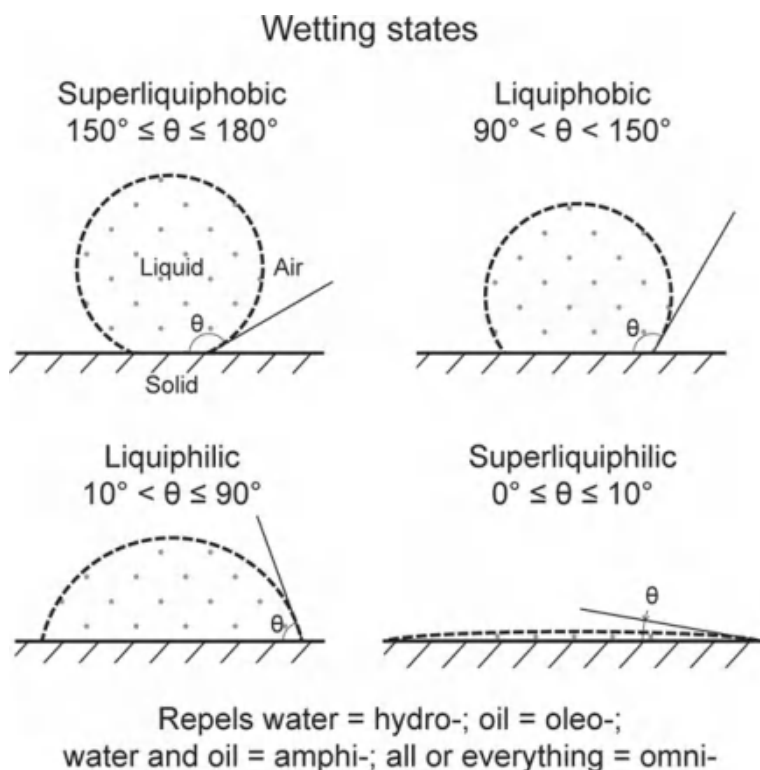 Wetting states
Superliquiphobic
150° ≤ θ ≤ 180°
Liquiphobic
90° < θ < 150°
Liquid
Air
θ
Solid
θ
Liquiphilic
10° < θ ≤ 90°
Superliquiphilic
0° ≤ θ ≤ 10°
θ
θ
Repels water = hydro-; oil = oleo-;
water and oil = amphi-; all or everything = omni-